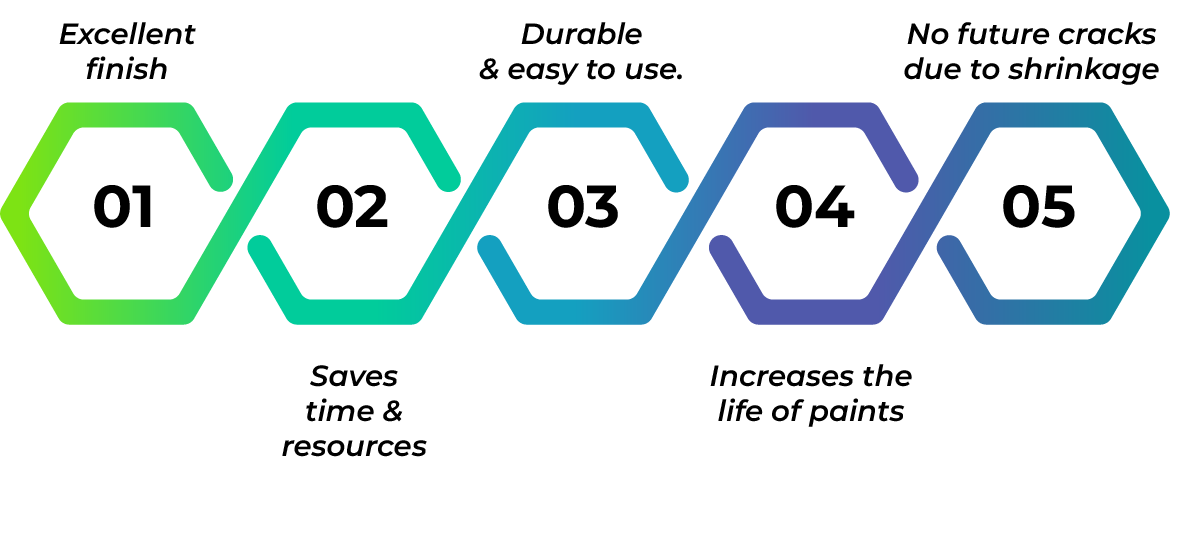 Excellent
finish
01
02
Saves
time &
resources
Durable
& easy to use.
03
04
Increases the
life of paints
No future cracks
due to shrinkage
05